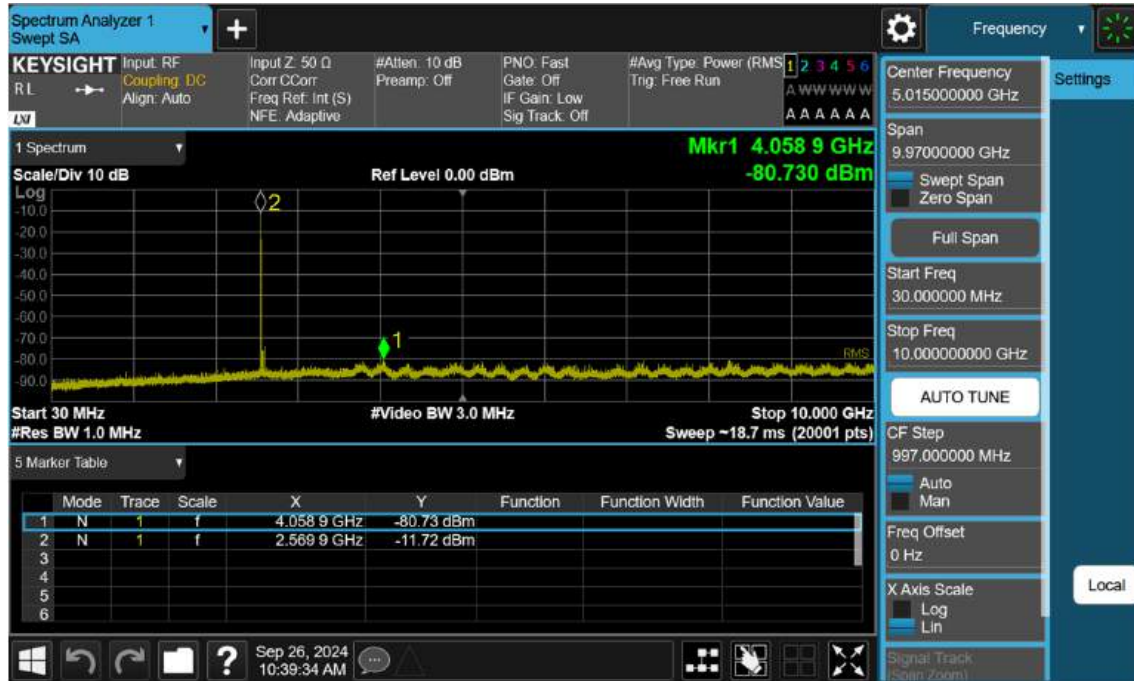 Spectrum Analyzer 1
Swept SA
+
Frequency
KEYSIGHT
RL
LXI
Input: RF
Coupling: DC
Align: Auto
Input Z: 50 Ω
Corr CCorr
Freq Ref: Int (S)
NFE: Adaptive
#Atten: 10 dB
Preamp: Off
PNO: Fast
Gate: Off
IF Gain: Low
Sig Track: Off
#Avg Type: Power (RMS
Trig: Free Run
1 2 3 4 5 6
A W W W W W
A A A A A A
1 Spectrum
Mkr1 4.058 9 GHz
-80.730 dBm
Scale/Div 10 dB
Ref Level 0.00 dBm
Log
-10.0
-20.0
-30.0
-40.0
-50.0
-60.0
-70.0
-80.0
-90.0
2
1
RMS
Start 30 MHz
#Video BW 3.0 MHz
Stop 10.000 GHz
#Res BW 1.0 MHz
Sweep ~18.7 ms (20001 pts)
5 Marker Table
Mode Trace Scale X Y Function Function Width Function Value
1 N 1 f 4.058 9 GHz -80.73 dBm
2 N 1 f 2.569 9 GHz -11.72 dBm
3
4
5
6
?
Sep 26, 2024
10:39:34 AM
Center Frequency
5.015000000 GHz
Settings
Span
9.97000000 GHz
Swept Span
Zero Span
Full Span
Start Freq
30.000000 MHz
Stop Freq
10.000000000 GHz
AUTO TUNE
CF Step
997.000000 MHz
Auto
Man
Freq Offset
0 Hz
X Axis Scale
Log
Lin
Local
Signal Track
(Span Zoom)